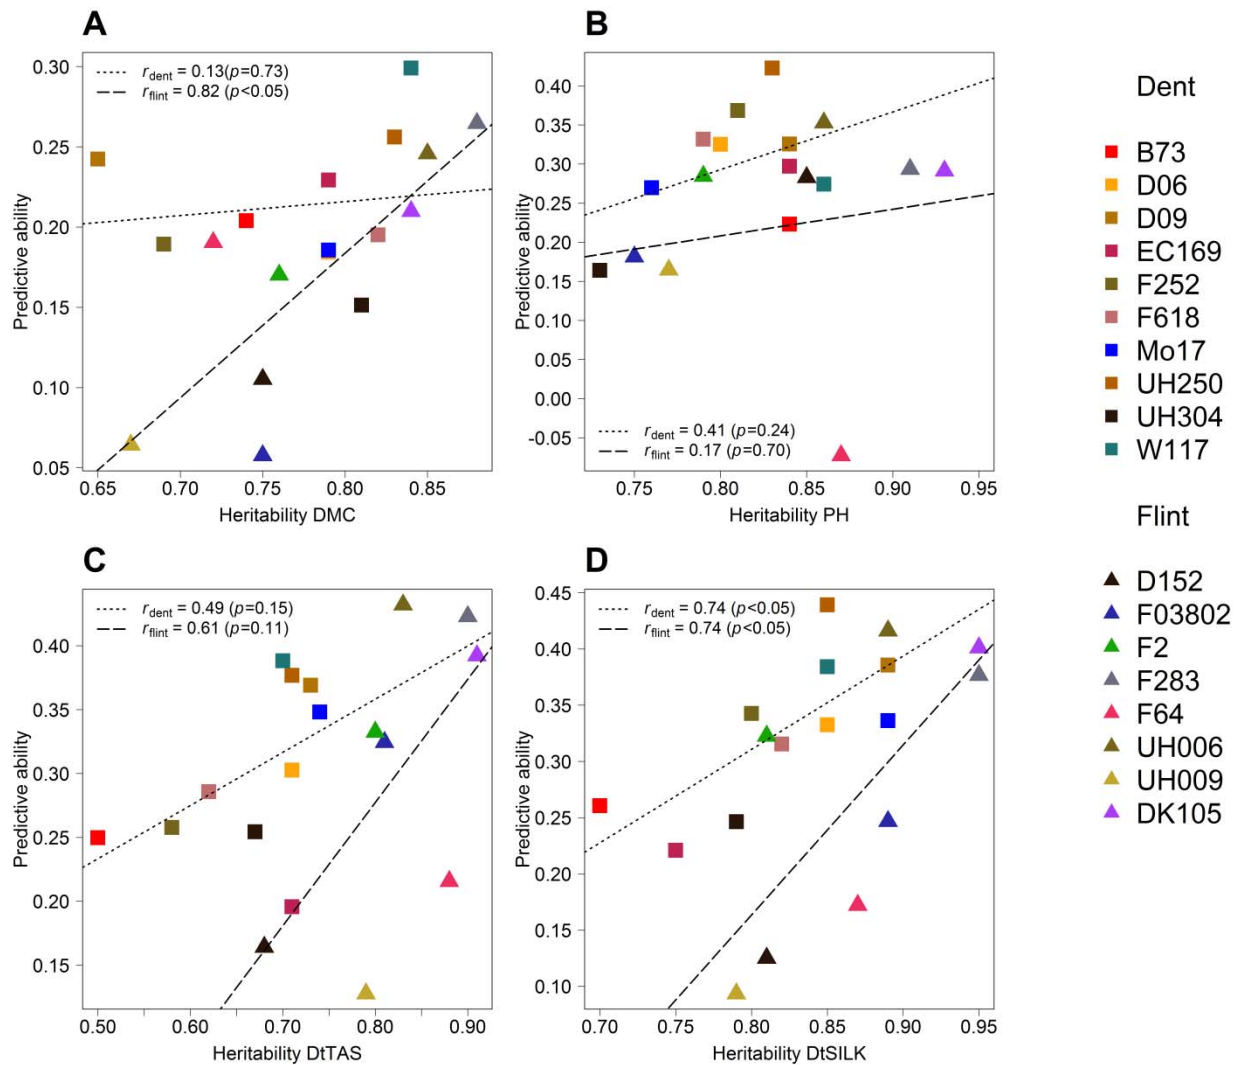 A
r_dent = 0.13(p=0.73)
r_flint = 0.82 (p<0.05)
Predictive ability
0.30
0.25
0.20
0.15
0.10
0.05
0.65 0.70 0.75 0.80 0.85
Heritability DMC
B
Predictive ability
0.40
0.35
0.30
0.25
0.20
0.15
0.10
0.05
0.00
-0.05
r_dent = 0.41 (p=0.24)
r_flint = 0.17 (p=0.70)
0.75 0.80 0.85 0.90 0.95
Heritability PH
C
r_dent = 0.49 (p=0.15)
r_flint = 0.61 (p=0.11)
Predictive ability
0.40
0.35
0.30
0.25
0.20
0.15
0.50 0.60 0.70 0.80 0.90
Heritability DtTAS
D
r_dent = 0.74 (p<0.05)
r_flint = 0.74 (p<0.05)
Predictive ability
0.45
0.40
0.35
0.30
0.25
0.20
0.15
0.10
0.70 0.75 0.80 0.85 0.90 0.95
Heritability DtSILK
Dent
B73
D06
D09
EC169
F252
F618
Mo17
UH250
UH304
W117
Flint
D152
F03802
F2
F283
F64
UH006
UH009
DK105